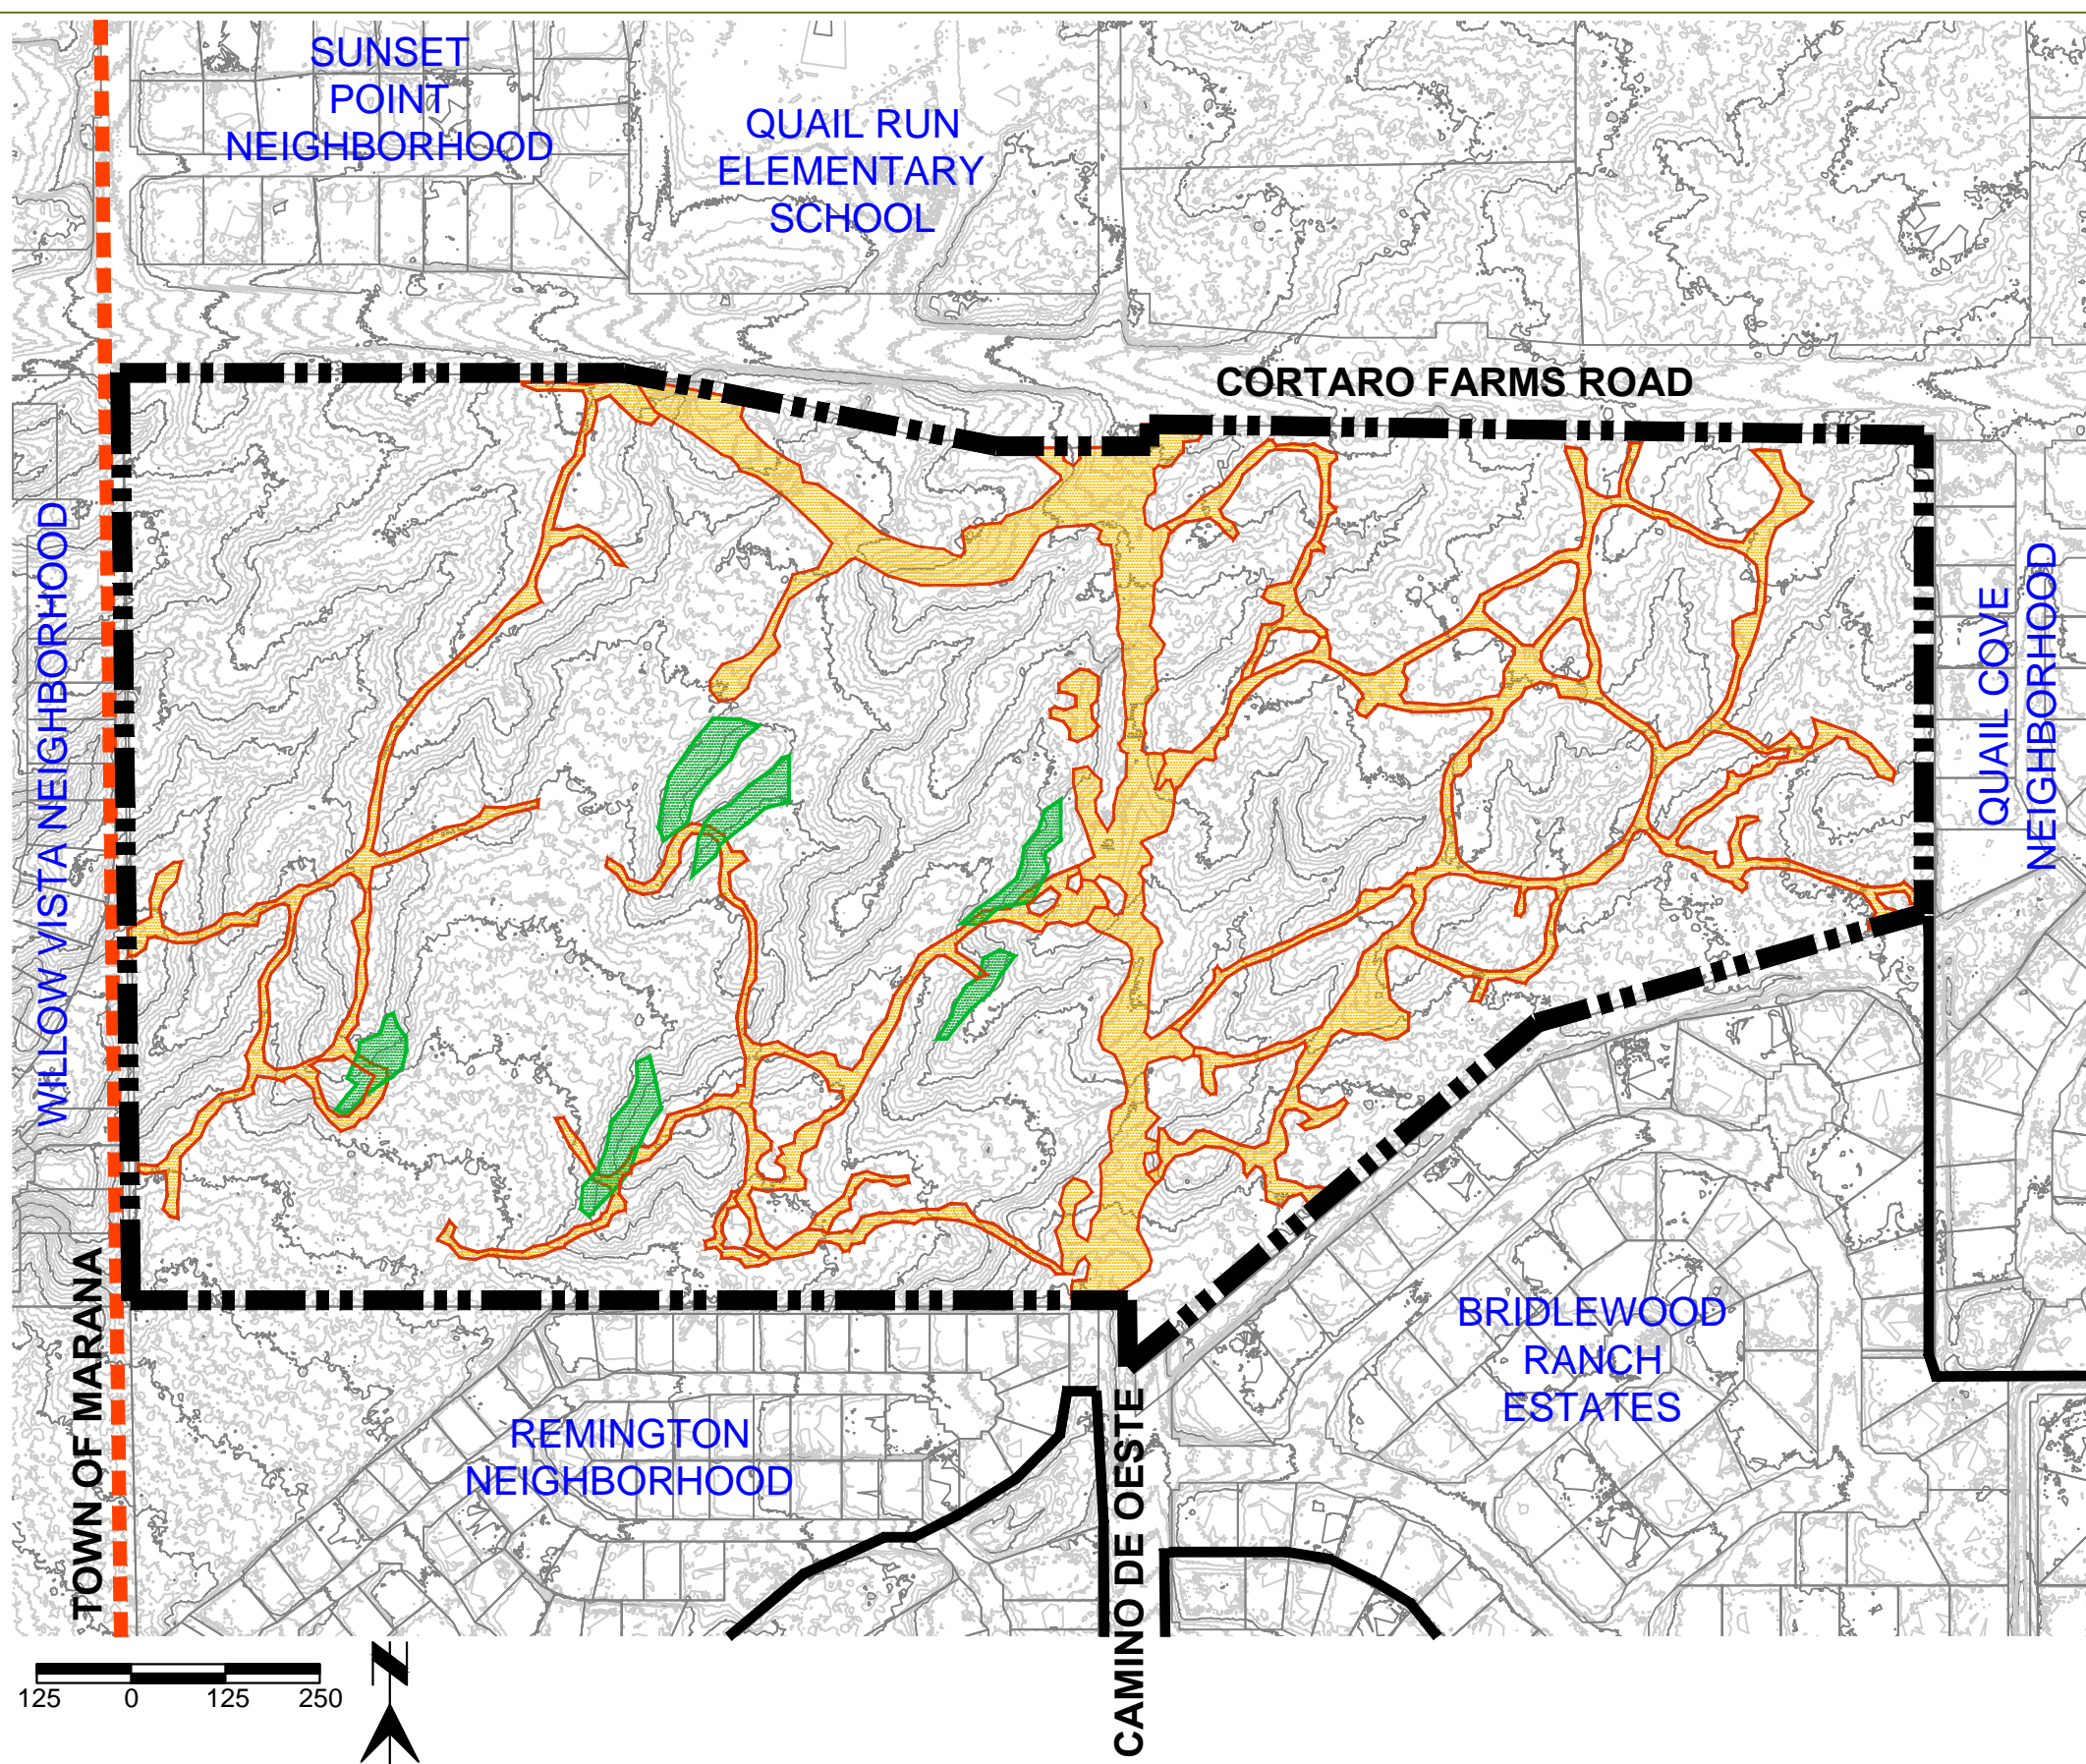 SUNSET
POINT
NEIGHBORHOOD
QUAIL RUN
ELEMENTARY
SCHOOL
CORTARO FARMS ROAD
WILLOW VISTA NEIGHBORHOOD
QUAIL COVE
NEIGHBORHOOD
TOWN OF MARANA
REMINGTON
NEIGHBORHOOD
CAMINO DE OESTE
BRIDLEWOOD
RANCH
ESTATES
125 0 125 250
N